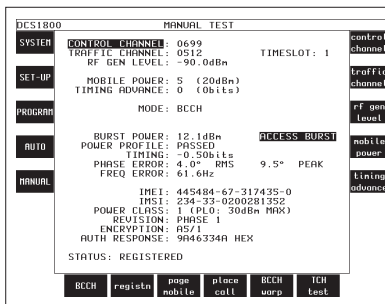 DCS1800 MANUAL TEST
SYSTEM
SET-UP
PROGRAM
AUTO
MANUAL
CONTROL CHANNEL: 0699
TRAFFIC CHANNEL: 0512 TIMESLOT: 1
RF GEN LEVEL: -90.0dBm
MOBILE POWER: 5 (20dBm)
TIMING ADVANCE: 0 (0bits)
MODE: BCCH
BURST POWER: 12.1dBm ACCESS BURST
POWER PROFILE: PASSED
TIMING: -0.50bits
PHASE ERROR: 4.0° RMS 9.5° PEAK
FREQ ERROR: 61.6Hz
IMEI: 445484-67-317435-0
IMSI: 234-33-0200281352
POWER CLASS: 1 (PL0: 30dBm MAX)
REVISION: PHASE 1
ENCRYPTION: A5/1
AUTH RESPONSE: 9A46334A HEX
STATUS: REGISTERED
control
channel
traffic
channel
rf gen
level
mobile
power
timing
advance
BCCH
registn
page
mobile
place
call
BCCH
warp
TCH
test